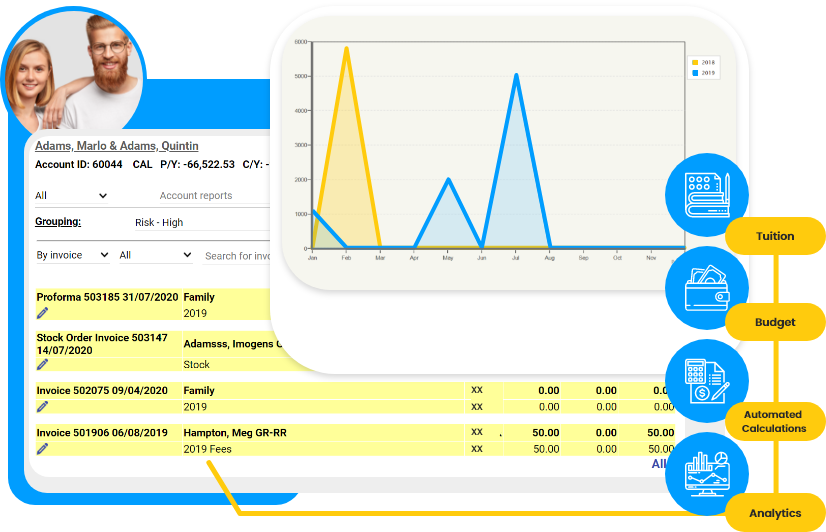 Adams, Marlo & Adams, Quintin
Account ID: 60044 CAL P/Y: -66,522.53 C/Y: -
All Account reports
Grouping: Risk - High
By invoice All Search for invo
Proforma 503185 31/07/2020 Family
2019
Stock Order Invoice 503147
14/07/2020
Adamsss, Imogens
Stock
Invoice 502075 09/04/2020 Family XX 0.00 0.00 0.00
2019 XX 0.00 0.00 0.00
Invoice 501906 06/08/2019 Hampton, Meg GR-RR XX . 50.00 0.00 50.00
2019 Fees XX 50.00 0.00 50.00
All
6000
4000
3000
2000
1000
0
Jan Feb Mar Apr May Jun Jul Aug Sep Oct Nov
2018
2019
Tuition
Budget
Automated
Calculations
Analytics